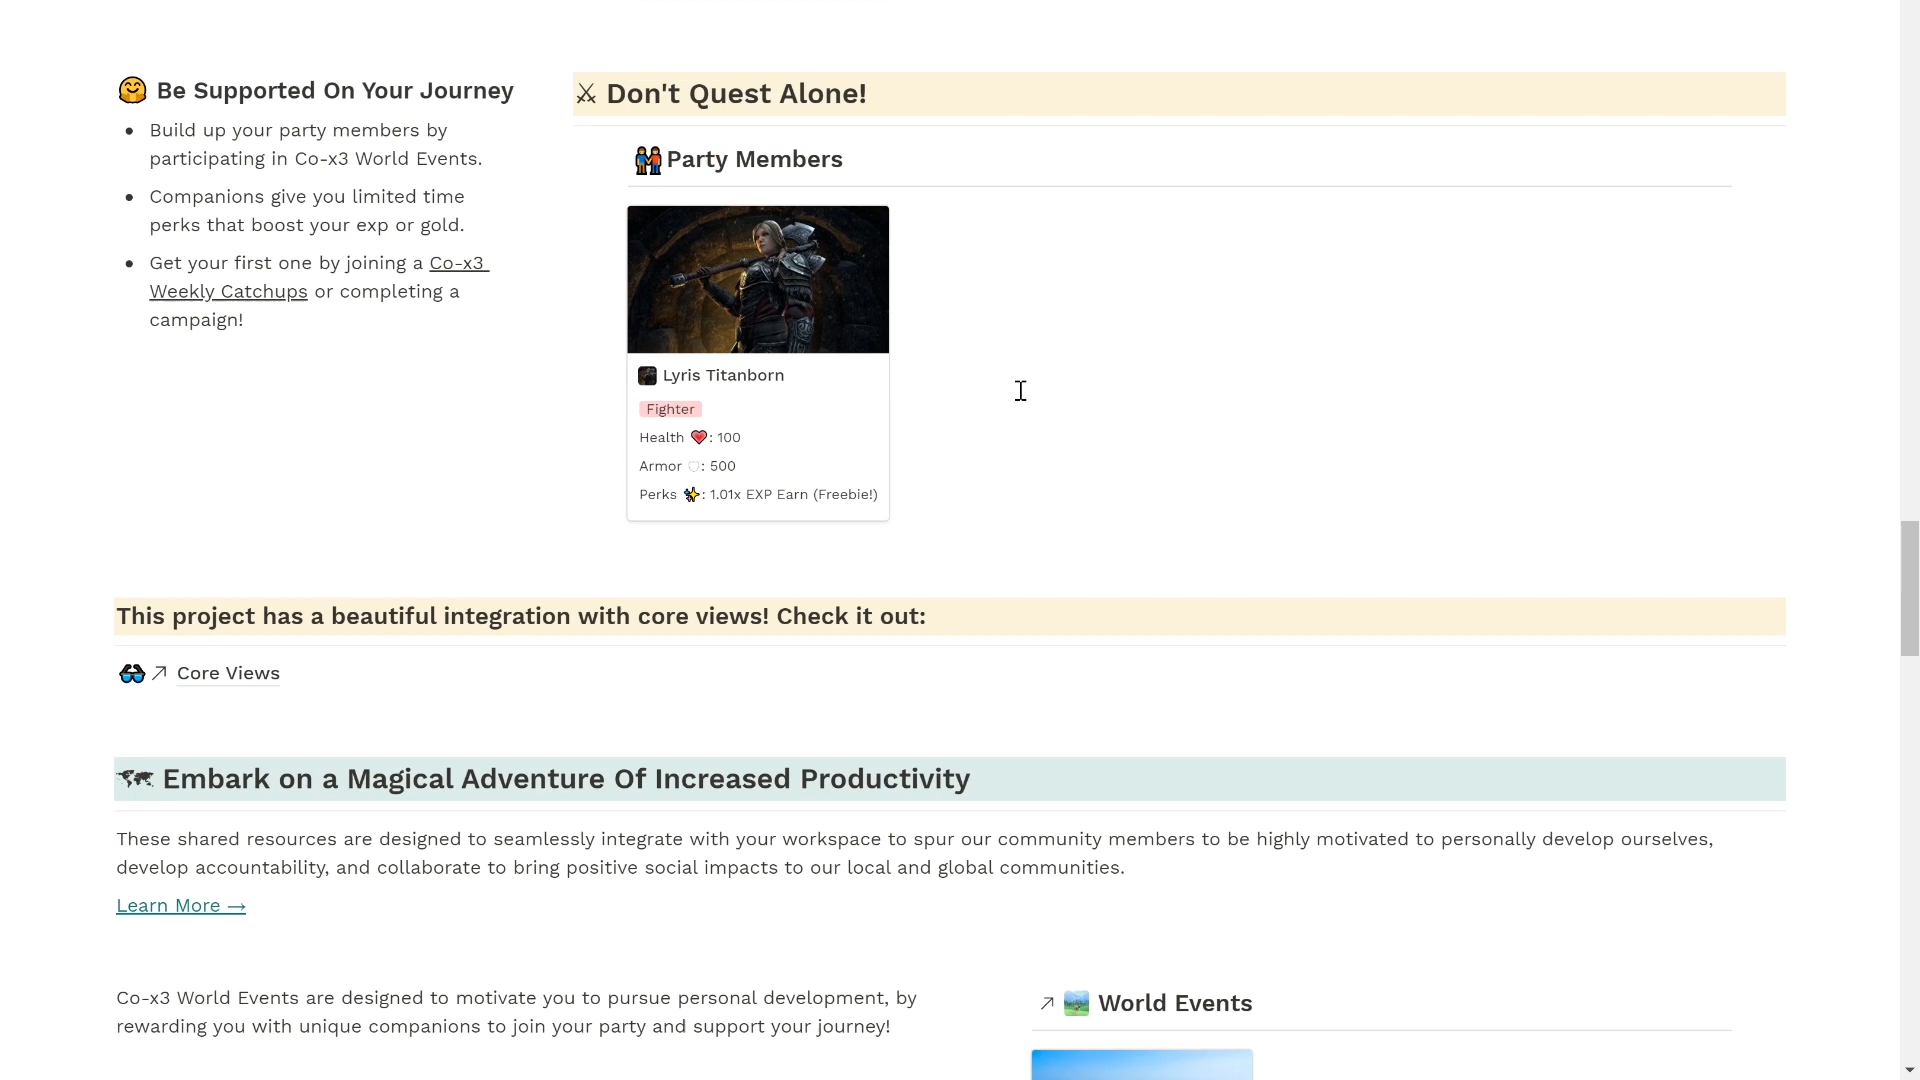 🤗 Be Supported On Your Journey
• Build up your party members by
participating in Co-x3 World Events.
• Companions give you limited time
perks that boost your exp or gold.
• Get your first one by joining a Co-x3
Weekly Catchups or completing a
campaign!
⚔ Don't Quest Alone!
Party Members
Lyris Titanborn
Fighter
Health ❤: 100
Armor 🛡: 500
Perks ✨: 1.01x EXP Earn (Freebie!)
This project has a beautiful integration with core views! Check it out:
↗ Core Views
🗺 Embark on a Magical Adventure Of Increased Productivity
These shared resources are designed to seamlessly integrate with your workspace to spur our community members to be highly motivated to personally develop ourselves,
develop accountability, and collaborate to bring positive social impacts to our local and global communities.
Learn More →
Co-x3 World Events are designed to motivate you to pursue personal development, by
rewarding you with unique companions to join your party and support your journey!
↗ World Events